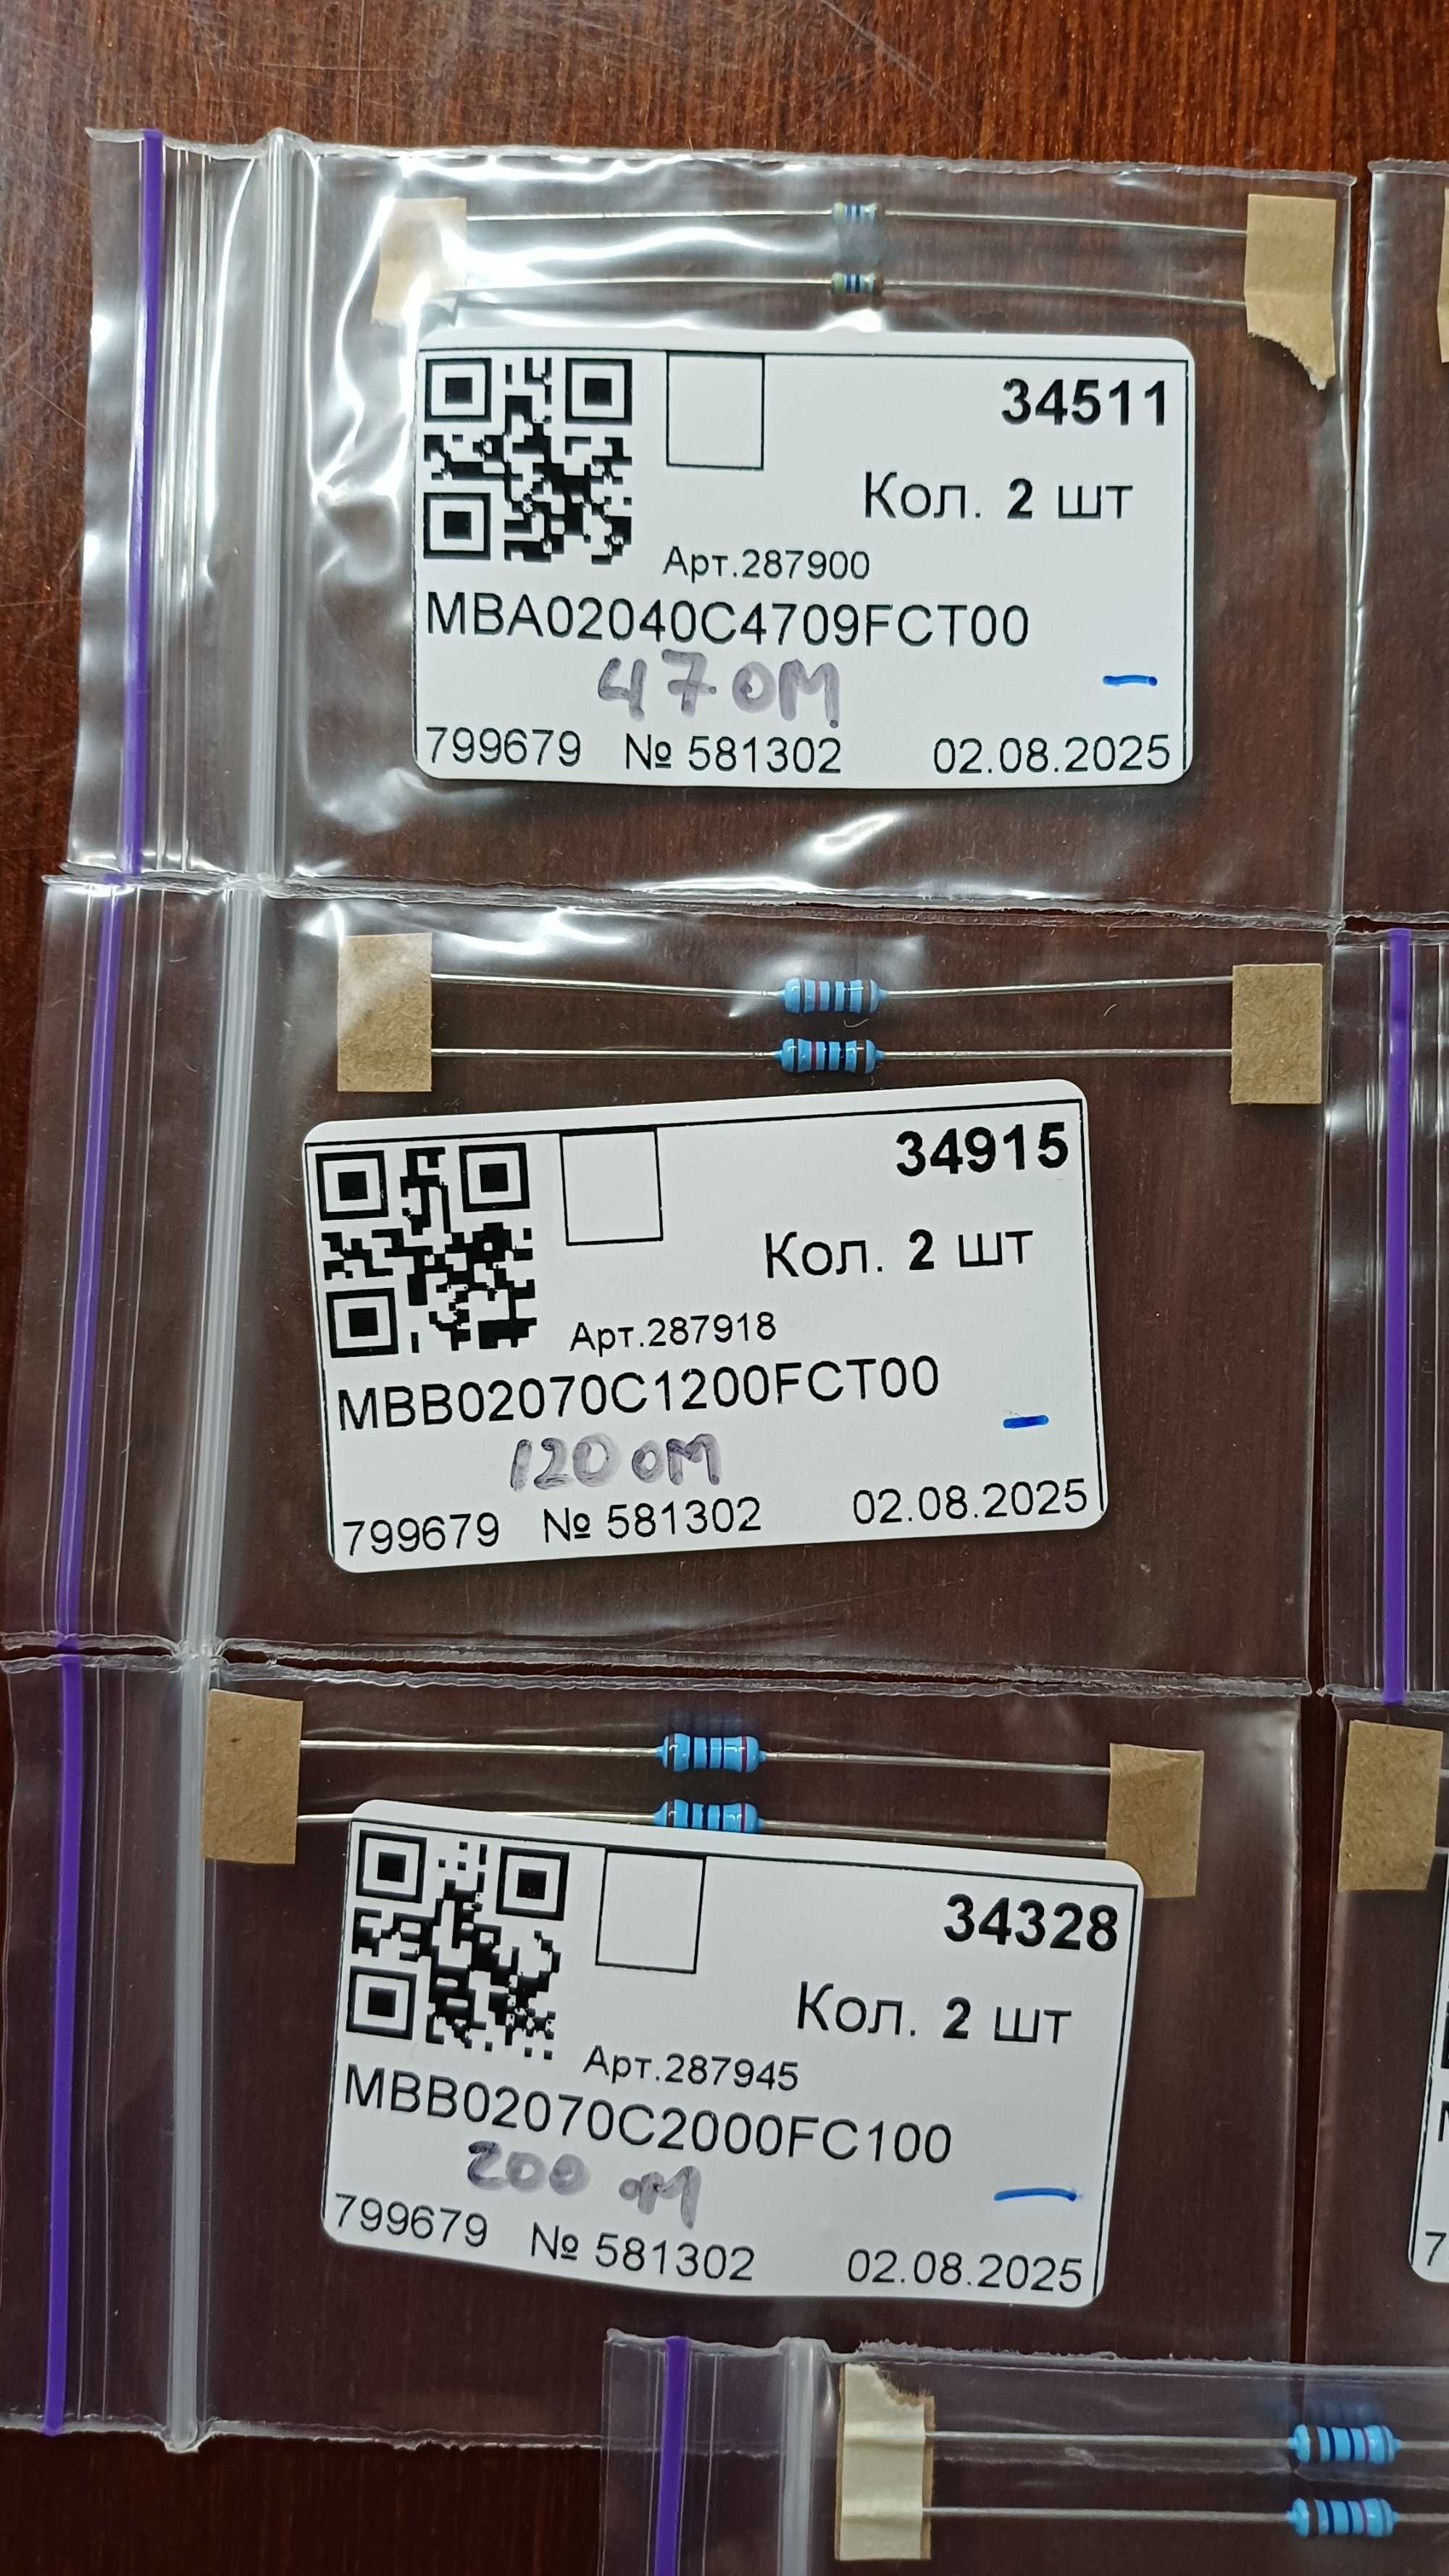 34511
Кол. 2 шт
Арт.287900
MBA02040C4709FCT00
47 ОМ
799679 № 581302 02.08.2025
34915
Кол. 2 шт
Арт.287918
MBB02070C1200FCT00
120 ОМ
799679 № 581302 02.08.2025
34328
Кол. 2 шт
Арт.287945
MBB02070C2000FC100
200 ОМ
799679 № 581302 02.08.2025